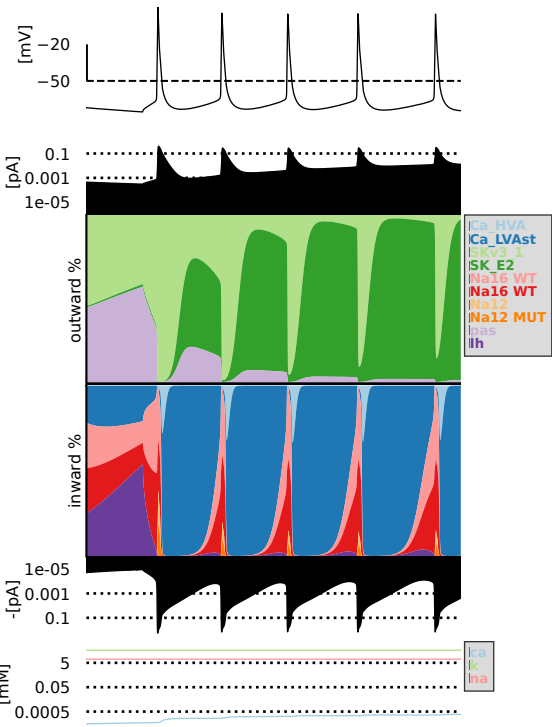 [mV]
−20
−50
[pA]
0.1
0.001
1e-05
outward %
Ca_HVA
Ca_LVAst
SKv3_1
SK_E2
Na16 WT
Na16 WT
Na12
Na12 MUT
pas
Ih
inward %
-[pA]
1e-05
0.001
0.1
[mM]
5
0.05
0.0005
ca
k
na